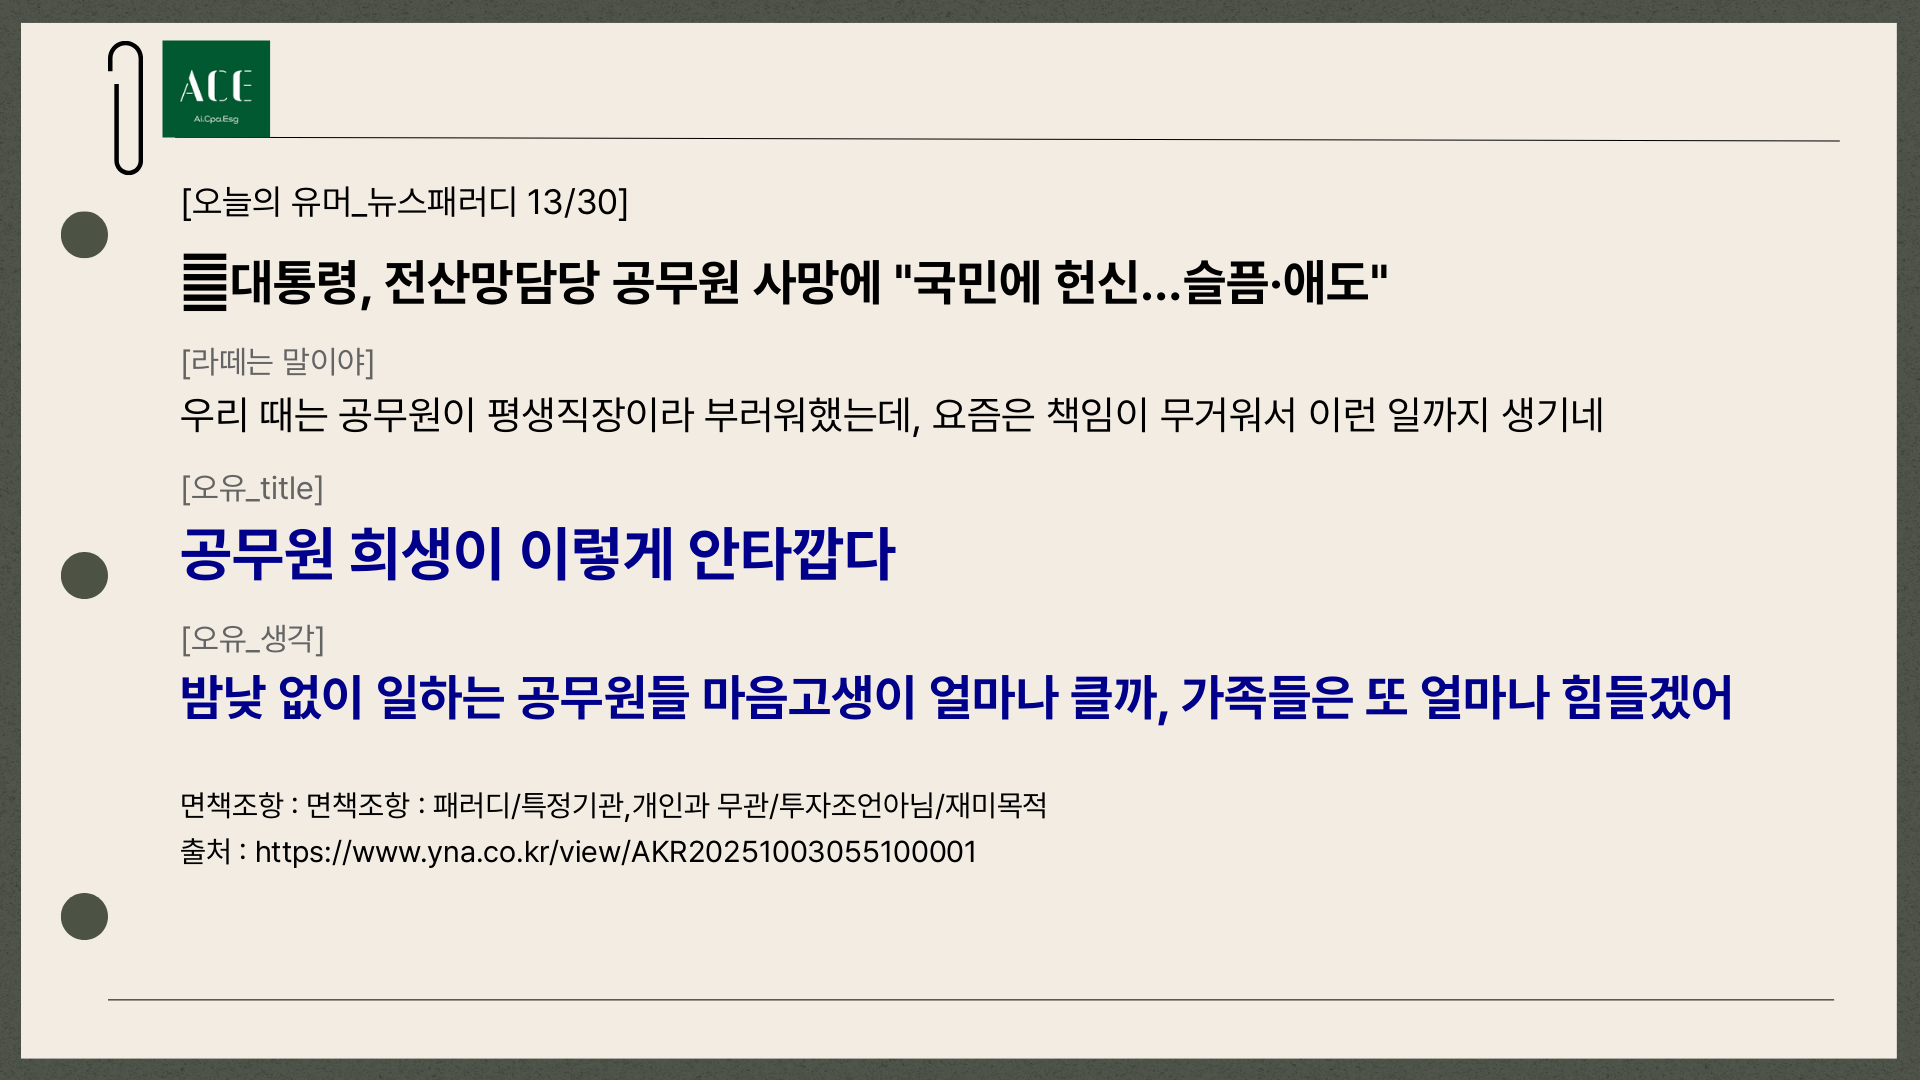 ACE
Ai.Cpa.Esg
[오늘의 유머_뉴스패러디 13/30]
대통령, 전산망담당 공무원 사망에 "국민에 헌신…슬픔·애도"
[라떼는 말이야]
우리 때는 공무원이 평생직장이라 부러워했는데, 요즘은 책임이 무거워서 이런 일까지 생기네
[오유_title]
공무원 희생이 이렇게 안타깝다
[오유_생각]
밤낮 없이 일하는 공무원들 마음고생이 얼마나 클까, 가족들은 또 얼마나 힘들겠어
면책조항 : 면책조항 : 패러디/특정기관,개인과 무관/투자조언아님/재미목적
출처 : https://www.yna.co.kr/view/AKR20251003055100001